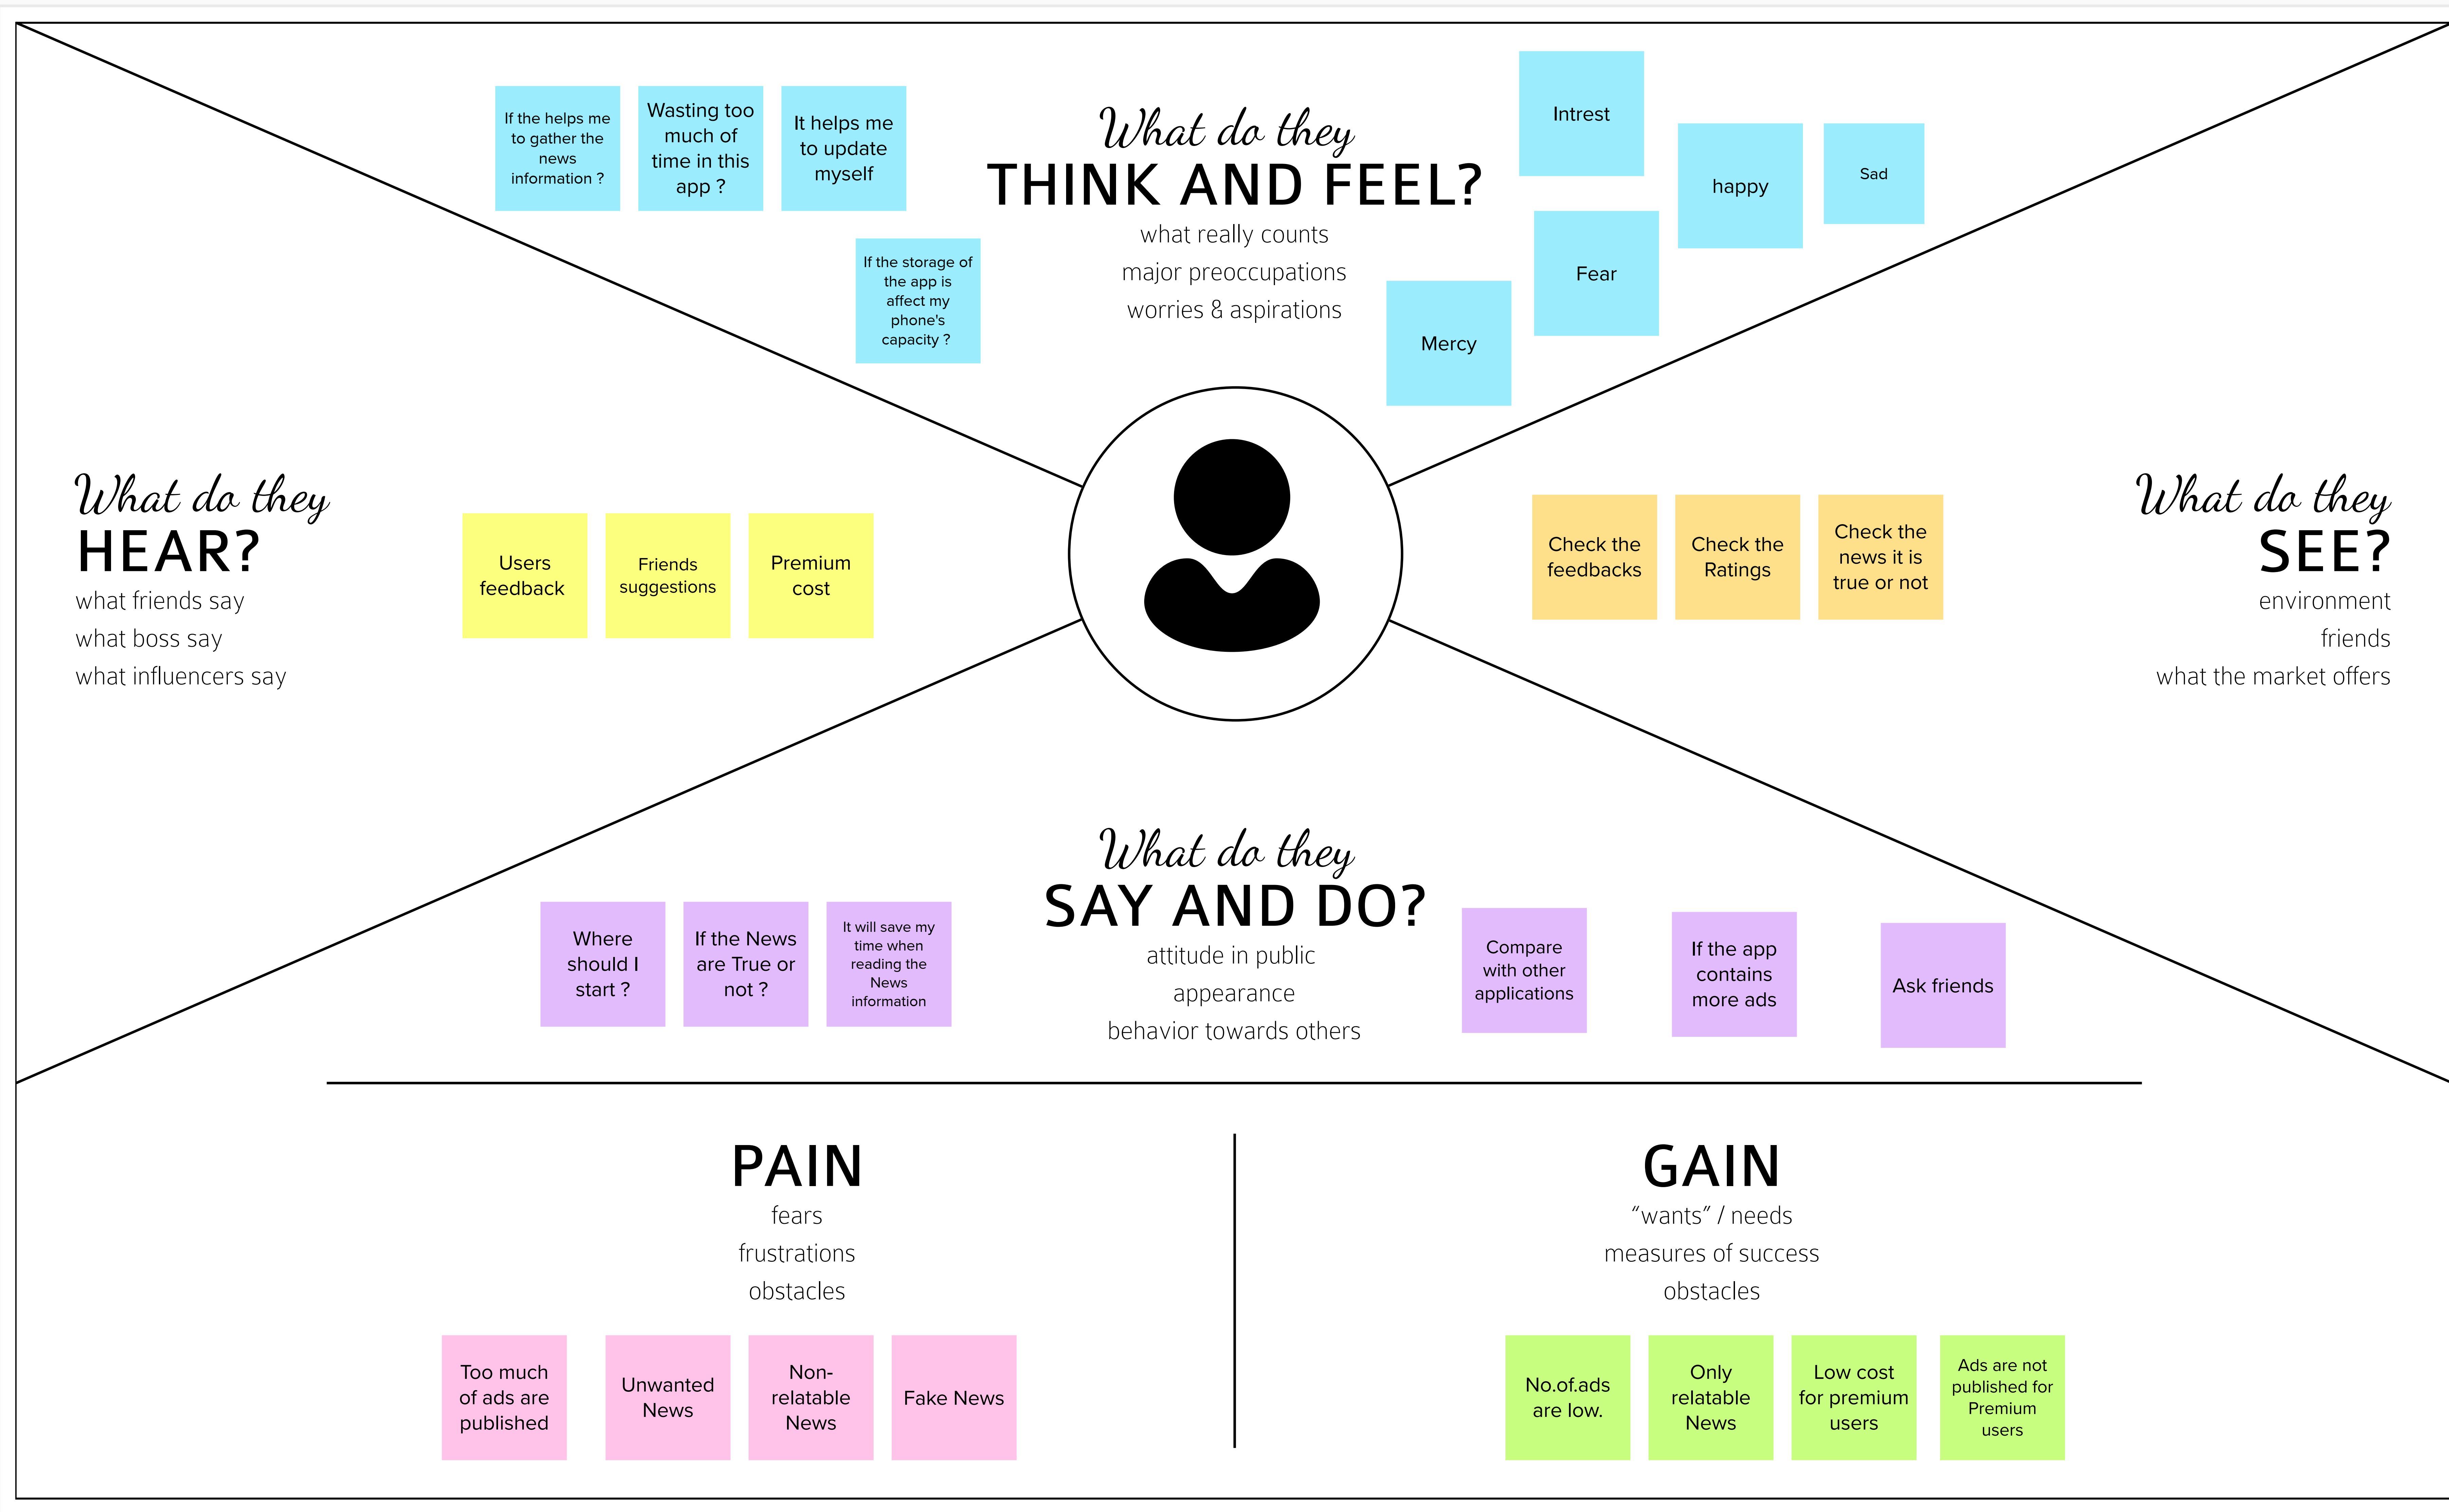 If the helps me
to gather the
news
information ?
Wasting too
much of
time in this
app ?
It helps me
to update
myself
If the storage of
the app is
affect my
phone's
capacity ?
What do they
THINK AND FEEL?
what really counts
major preoccupations
worries & aspirations
Intrest
happy
Sad
Fear
Mercy
What do they
HEAR?
what friends say
what boss say
what influencers say
Users
feedback
Friends
suggestions
Premium
cost
Check the
feedbacks
Check the
Ratings
Check the
news it is
true or not
What do they
SEE?
environment
friends
what the market offers
What do they
SAY AND DO?
attitude in public
appearance
behavior towards others
Where
should I
start ?
If the News
are True or
not ?
It will save my
time when
reading the
News
information
Compare
with other
applications
If the app
contains
more ads
Ask friends
PAIN
fears
frustrations
obstacles
Too much
of ads are
published
Unwanted
News
Non-
relatable
News
Fake News
GAIN
“wants” / needs
measures of success
obstacles
No.of.ads
are low.
Only
relatable
News
Low cost
for premium
users
Ads are not
published for
Premium
users